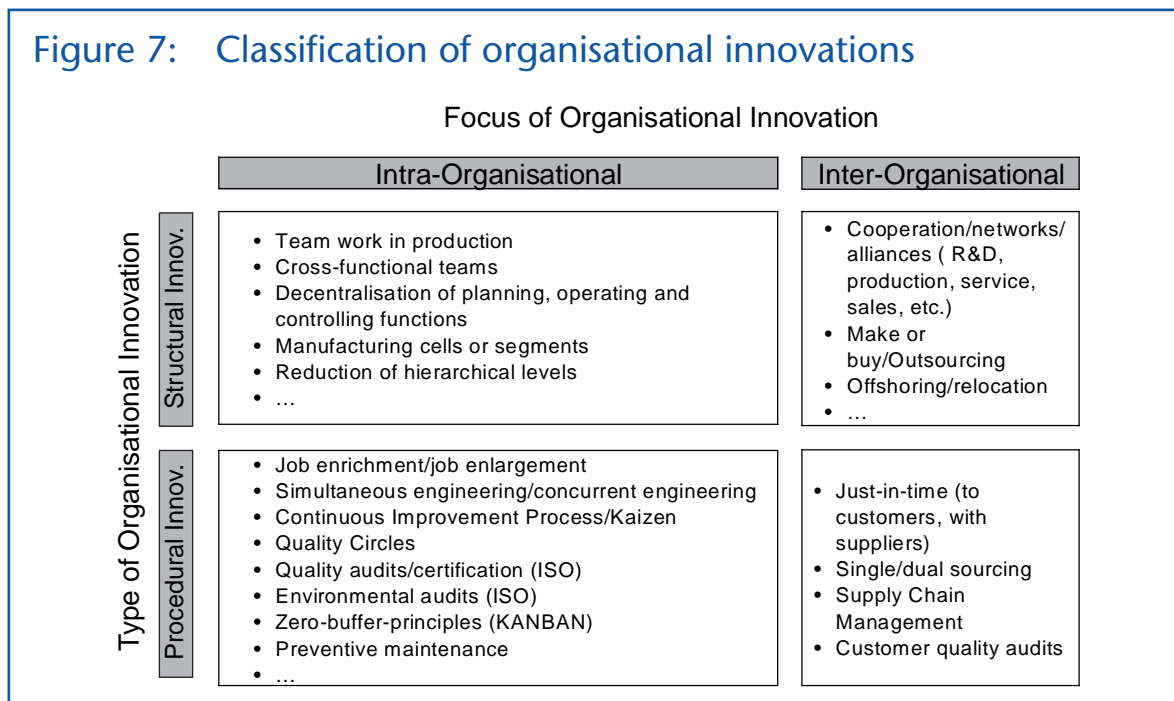 Figure 7: Classification of organisational innovations
Focus of Organisational Innovation
Intra-Organisational
Inter-Organisational
Type of Organisational Innovation
Structural Innov.
• Team work in production
• Cross-functional teams
• Decentralisation of planning, operating and
controlling functions
• Manufacturing cells or segments
• Reduction of hierarchical levels
• …
• Cooperation/networks/
alliances ( R&D,
production, service,
sales, etc.)
• Make or
buy/Outsourcing
• Offshoring/relocation
• …
Procedural Innov.
• Job enrichment/job enlargement
• Simultaneous engineering/concurrent engineering
• Continuous Improvement Process/Kaizen
• Quality Circles
• Quality audits/certification (ISO)
• Environmental audits (ISO)
• Zero-buffer-principles (KANBAN)
• Preventive maintenance
• …
• Just-in-time (to
customers, with
suppliers)
• Single/dual sourcing
• Supply Chain
Management
• Customer quality audits